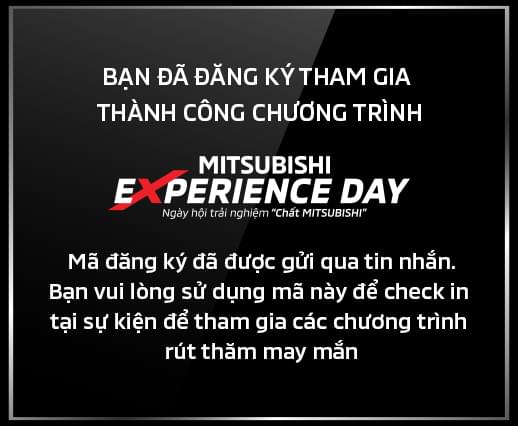 BẠN ĐÃ ĐĂNG KÝ THAM GIA
THÀNH CÔNG CHƯƠNG TRÌNH
MITSUBISHI
EXPERIENCE DAY
Ngày hội trải nghiệm "Chất MITSUBISHI"
Mã đăng ký đã được gửi qua tin nhắn.
Bạn vui lòng sử dụng mã này để check in
tại sự kiện để tham gia các chương trình
rút thăm may mắn